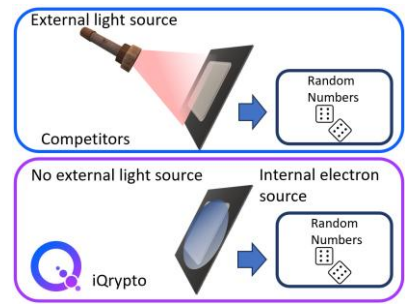 External light source
Random
Numbers
Competitors
No external light source
Internal electron
source
Random
Numbers
iQrypto